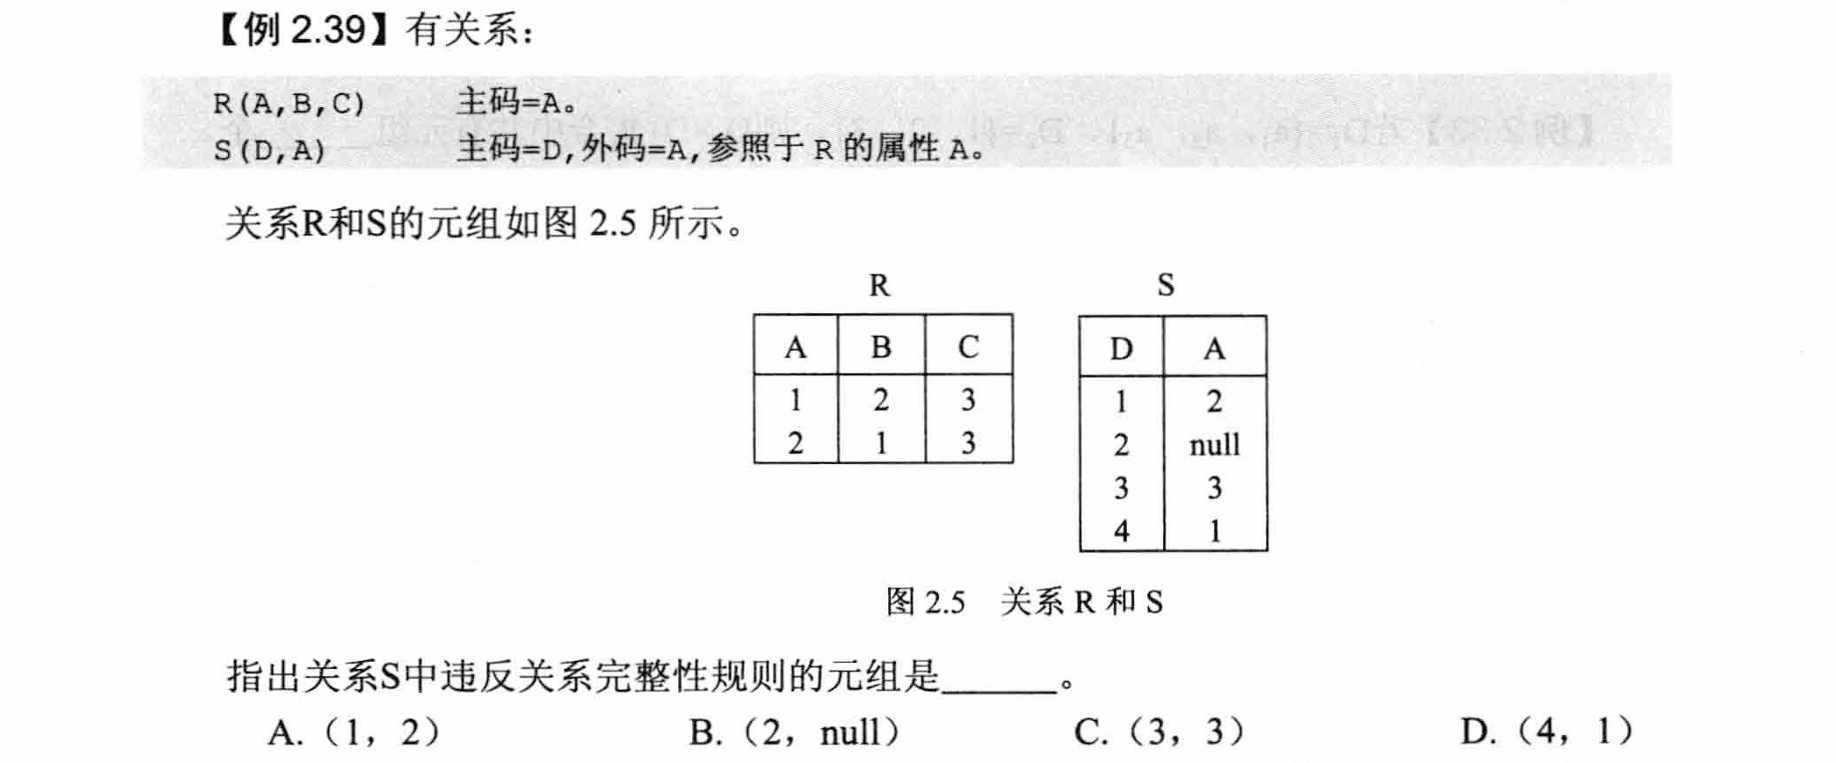 【例 2.39】有关系：
R(A,B,C) 主码=A。
S(D,A) 主码=D,外码=A,参照于 R 的属性 A。
关系R和S的元组如图 2.5 所示。
R
A B C
1 2 3
2 1 3
S
D A
1 2
2 null
3 3
4 1
图 2.5 关系 R 和 S
指出关系S中违反关系完整性规则的元组是______。
A.（1，2） B.（2，null） C.（3，3） D.（4，1）